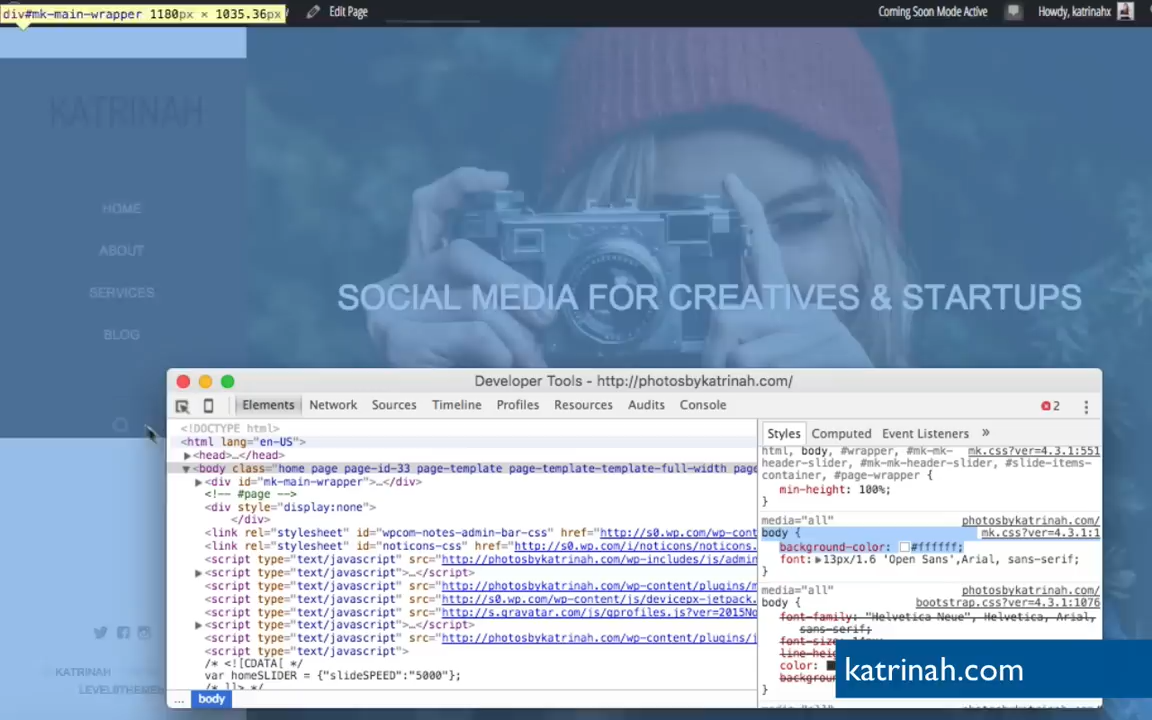 div#mk-main-wrapper 1180px × 1035.36px
Edit Page
Coming Soon Mode Active
Howdy, katrinahx
KATRINAH
HOME
ABOUT
SERVICES
BLOG
SOCIAL MEDIA FOR CREATIVES & STARTUPS
Developer Tools - http://photosbykatrinah.com/
Elements Network Sources Timeline Profiles Resources Audits Console
2
<!DOCTYPE html>
<html lang="en-US">
▶<head>…</head>
▼<body class="home page page-id-33 page-template page-template-template-full-width page
▶<div id="mk-main-wrapper">…</div>
<!-- #page -->
<div style="display:none">
</div>
<link rel="stylesheet" id="wpcom-notes-admin-bar-css" href="http://s0.wp.com/wp-cont
<link rel="stylesheet" id="noticons-css" href="http://s0.wp.com/i/noticons/noticons.
<script type="text/javascript" src="http://photosbykatrinah.com/wp-includes/js/admin
▶<script type="text/javascript">…</script>
<script type="text/javascript" src="http://photosbykatrinah.com/wp-content/plugins/m
<script type="text/javascript" src="http://s0.wp.com/wp-content/js/devicepx-jetpack.
<script type="text/javascript" src="http://s.gravatar.com/js/gprofiles.js?ver=2015No
▶<script type="text/javascript">…</script>
<script type="text/javascript" src="http://photosbykatrinah.com/wp-content/plugins/j
<script type="text/javascript">
/* <![CDATA[ */
var homeSLIDER = {"slideSPEED":"5000"};
/* ]]> */
… body
Styles Computed Event Listeners »
html, body, #wrapper, #mk-mk- mk.css?ver=4.3.1:551
header-slider, #mk-mk-header-slider, #slide-items-
container, #page-wrapper {
min-height: 100%;
}
media="all" photosbykatrinah.com/
body { mk.css?ver=4.3.1:1
background-color: #ffffff;
font:▶13px/1.6 'Open Sans',Arial, sans-serif;
}
media="all" photosbykatrinah.com/
body { bootstrap.css?ver=4.3.1:1076
font-family: "Helvetica Neue", Helvetica, Arial,
sans-serif;
font-size: 14px;
line-hei
color:
backgroun
}
KATRINAH
katrinah.com